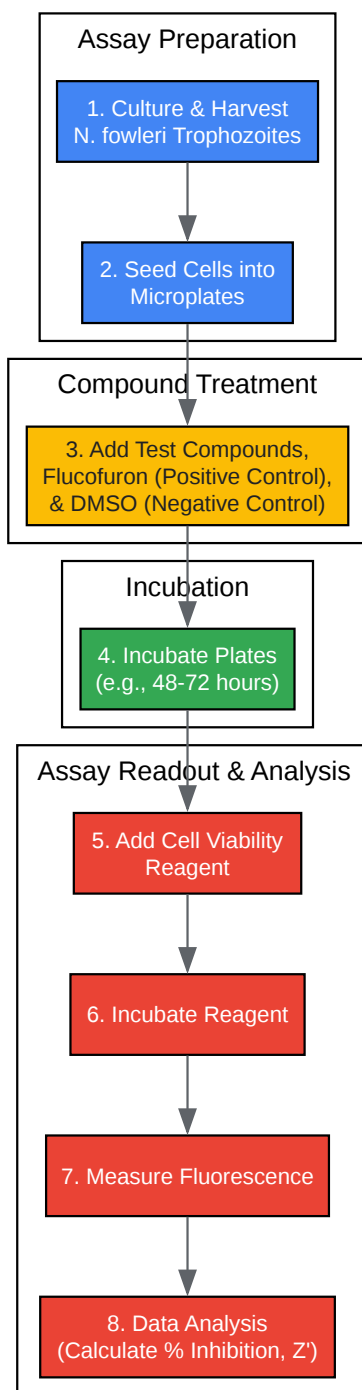 Assay Preparation
1. Culture & Harvest
N. fowleri Trophozoites
2. Seed Cells into
Microplates
Compound Treatment
3. Add Test Compounds,
Flucofuron (Positive Control),
& DMSO (Negative Control)
Incubation
4. Incubate Plates
(e.g., 48-72 hours)
Assay Readout & Analysis
5. Add Cell Viability
Reagent
6. Incubate Reagent
7. Measure Fluorescence
8. Data Analysis
(Calculate % Inhibition, Z')